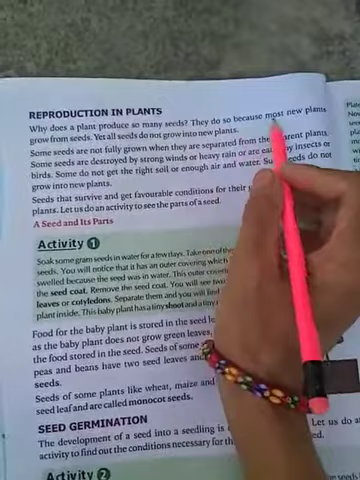 REPRODUCTION IN PLANTS
Why does a plant produce so many seeds? They do so because most new plants
grow from seeds. Yet all seeds do not grow into new plants.
Some seeds are not fully grown when they are separated from the parent plants.
Some seeds are destroyed by strong winds or heavy rain or are eaten by insects or
birds. Some do not get the right soil or enough air and water. Such seeds do not
grow into new plants.
Seeds that survive and get favourable conditions for their
plants. Let us do an activity to see the parts of a seed.
A Seed and Its Parts
Activity 1
Soak some gram seeds in water for a few days. Take one of the
seeds. You will notice that it has an outer covering which
swelled because the seed was in water. This outer covering
the seed coat. Remove the seed coat. You will see two
leaves or cotyledons. Separate them and you will find
plant inside. This baby plant has a tiny shoot and a tiny
Food for the baby plant is stored in the seed
as the baby plant does not grow green leaves,
the food stored in the seed. Seeds of some
peas and beans have two seed leaves and
seeds.
Seeds of some plants like wheat, maize and
seed leaf and are called monocot seeds.
SEED GERMINATION
The development of a seed into a seedling is
Let us do a
activity to find out the conditions necessary for
ed.
Activity 2